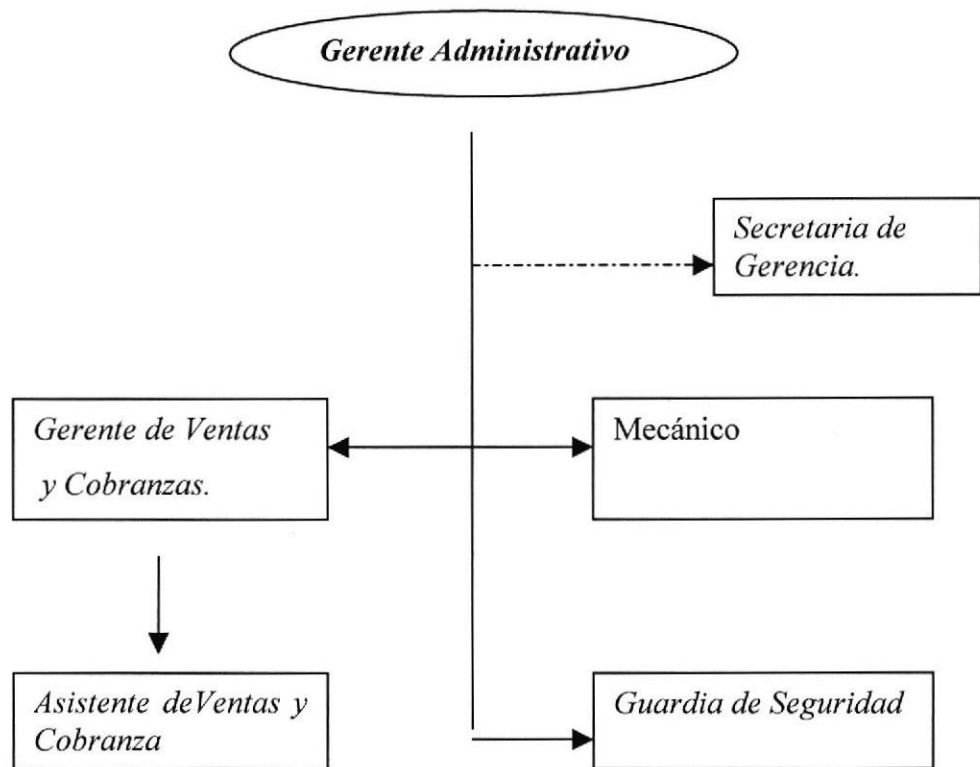 Gerente Administrativo
Secretaria de
Gerencia.
Gerente de Ventas
y Cobranzas.
Mecánico
Asistente deVentas y
Cobranza
Guardia de Seguridad